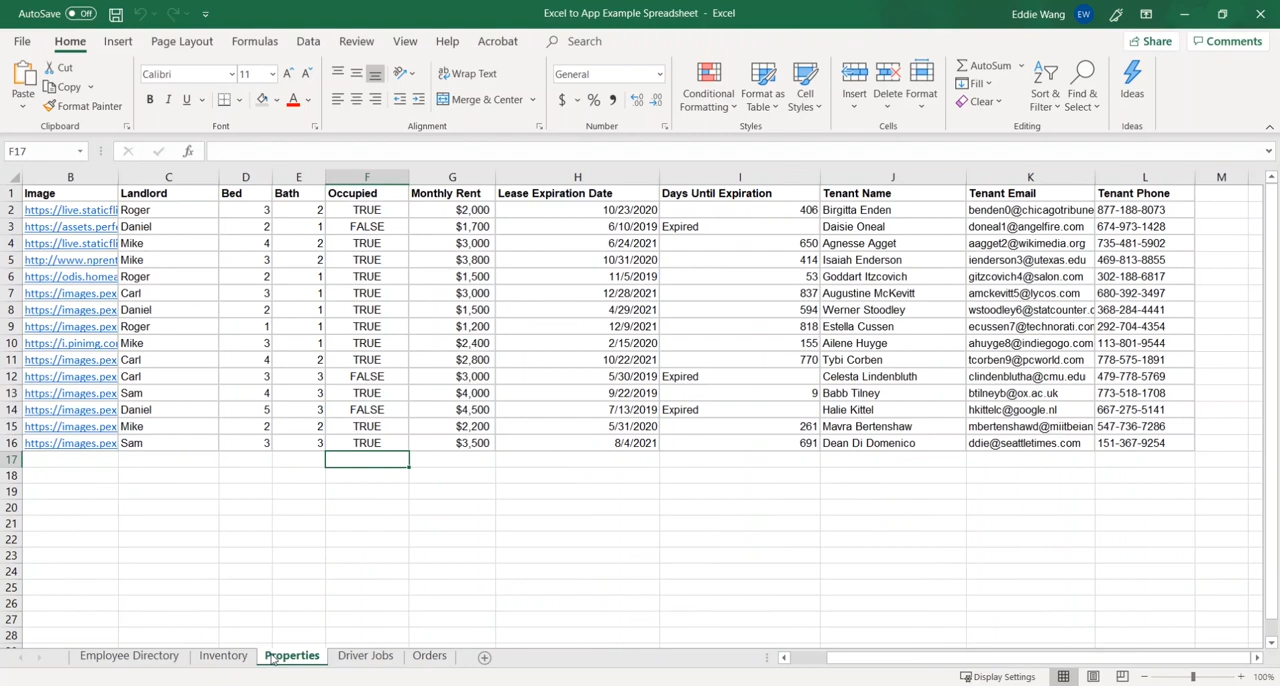 AutoSave Off Excel to App Example Spreadsheet - Excel Eddie Wang EW
File Home Insert Page Layout Formulas Data Review View Help Acrobat Search Share Comments
Paste Cut Copy Format Painter Clipboard
Calibri 11 B I U A Font
Wrap Text Merge & Center Alignment
General $ % Number
Conditional Formatting Format as Table Cell Styles Styles
Insert Delete Format Cells
AutoSum Fill Clear Sort & Filter Find & Select Editing
Ideas Ideas
F17 fx
B C D E F G H I J K L M
1 Image Landlord Bed Bath Occupied Monthly Rent Lease Expiration Date Days Until Expiration Tenant Name Tenant Email Tenant Phone
2 https://live.staticfli Roger 3 2 TRUE $2,000 10/23/2020 406 Birgitta Enden benden0@chicagotribune 877-188-8073
3 https://assets.perf Daniel 2 1 FALSE $1,700 6/10/2019 Expired Daisie Oneal doneal1@angelfire.com 674-973-1428
4 https://live.staticfli Mike 4 2 TRUE $3,000 6/24/2021 650 Agnesse Agget aagget2@wikimedia.org 735-481-5902
5 http://www.nprent Mike 3 2 TRUE $3,800 10/31/2020 414 Isaiah Enderson ienderson3@utexas.edu 469-813-8855
6 https://odis.homea Roger 2 1 TRUE $1,500 11/5/2019 53 Goddart Itzcovich gitzcovich4@salon.com 302-188-6817
7 https://images.pex Carl 3 1 TRUE $3,000 12/28/2021 837 Augustine McKevitt amckevitt5@lycos.com 680-392-3497
8 https://images.pex Daniel 2 1 TRUE $1,500 4/29/2021 594 Werner Stoodley wstoodley6@statcounter.c 368-284-4441
9 https://images.pex Roger 1 1 TRUE $1,200 12/9/2021 818 Estella Cussen ecussen7@technorati.com 292-704-4354
10 https://i.pinimg.co Mike 3 1 TRUE $2,400 2/15/2020 155 Ailene Huyge ahuyge8@indiegogo.com 113-801-9544
11 https://images.pex Carl 4 2 TRUE $2,800 10/22/2021 770 Tybi Corben tcorben9@pcworld.com 778-575-1891
12 https://images.pex Carl 3 3 FALSE $3,000 5/30/2019 Expired Celesta Lindenbluth clindenblutha@cmu.edu 479-778-5769
13 https://images.pex Sam 4 3 TRUE $4,000 9/22/2019 9 Babb Tilney btilneyb@ox.ac.uk 773-518-1708
14 https://images.pex Daniel 5 3 FALSE $4,500 7/13/2019 Expired Halie Kittel hkittelc@google.nl 667-275-5141
15 https://images.pex Mike 2 2 TRUE $2,200 5/31/2020 261 Mavra Bertenshaw mbertenshawd@miitbeian 547-736-7286
16 https://images.pex Sam 3 3 TRUE $3,500 8/4/2021 691 Dean Di Domenico ddie@seattletimes.com 151-367-9254
17
18
19
20
21
22
23
24
25
26
27
28
Employee Directory Inventory Properties Driver Jobs Orders
Display Settings 100%